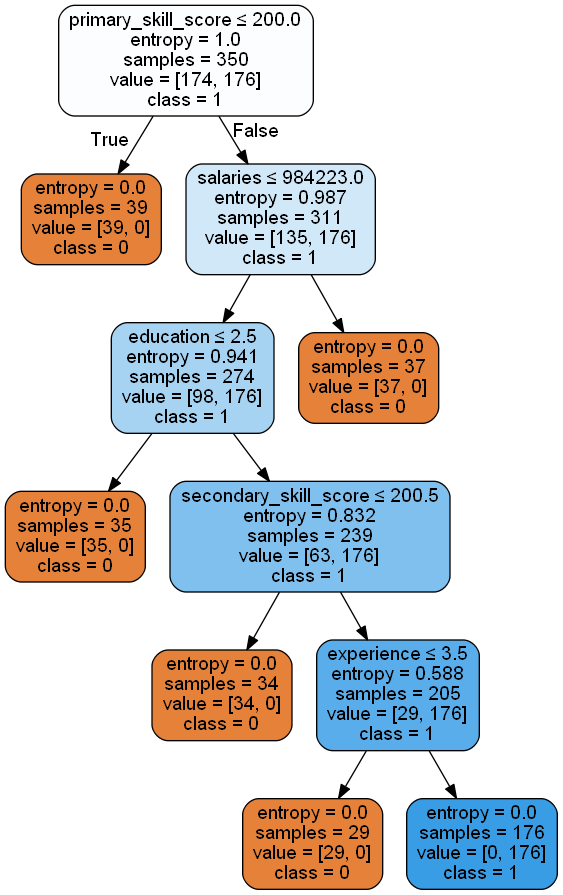 primary_skill_score ≤ 200.0
entropy = 1.0
samples = 350
value = [174, 176]
class = 1
True
False
entropy = 0.0
samples = 39
value = [39, 0]
class = 0
salaries ≤ 984223.0
entropy = 0.987
samples = 311
value = [135, 176]
class = 1
education ≤ 2.5
entropy = 0.941
samples = 274
value = [98, 176]
class = 1
entropy = 0.0
samples = 37
value = [37, 0]
class = 0
entropy = 0.0
samples = 35
value = [35, 0]
class = 0
secondary_skill_score ≤ 200.5
entropy = 0.832
samples = 239
value = [63, 176]
class = 1
entropy = 0.0
samples = 34
value = [34, 0]
class = 0
experience ≤ 3.5
entropy = 0.588
samples = 205
value = [29, 176]
class = 1
entropy = 0.0
samples = 29
value = [29, 0]
class = 0
entropy = 0.0
samples = 176
value = [0, 176]
class = 1